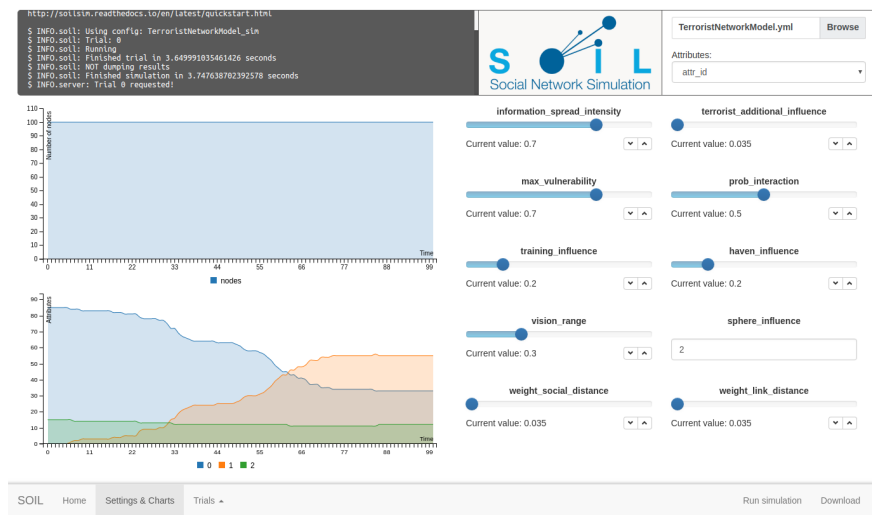 http://soilsim.readthedocs.io/en/latest/quickstart.html
$ INFO.soil: Using config: TerroristNetworkModel_sim
$ INFO.soil: Trial: 0
$ INFO.soil: Running
$ INFO.soil: Finished trial in 3.649991035461426 seconds
$ INFO.soil: NOT dumping results
$ INFO.soil: Finished simulation in 3.747638702392578 seconds
$ INFO.server: Trial 0 requested!
SOIL
Social Network Simulation
TerroristNetworkModel.yml Browse
Attributes:
attr_id
110
100
90
80
70
60
50
40
30
20
10
0
Number of nodes
Time
0 11 22 33 44 55 66 77 88 99
nodes
90
80
70
60
50
40
30
20
10
0
Attributes
Time
0 11 22 33 44 55 66 77 88 99
0 1 2
information_spread_intensity terrorist_additional_influence
Current value: 0.7 Current value: 0.035
max_vulnerability prob_interaction
Current value: 0.7 Current value: 0.5
training_influence haven_influence
Current value: 0.2 Current value: 0.2
vision_range sphere_influence
Current value: 0.3 2
weight_social_distance weight_link_distance
Current value: 0.035 Current value: 0.035
SOIL Home Settings & Charts Trials Run simulation Download